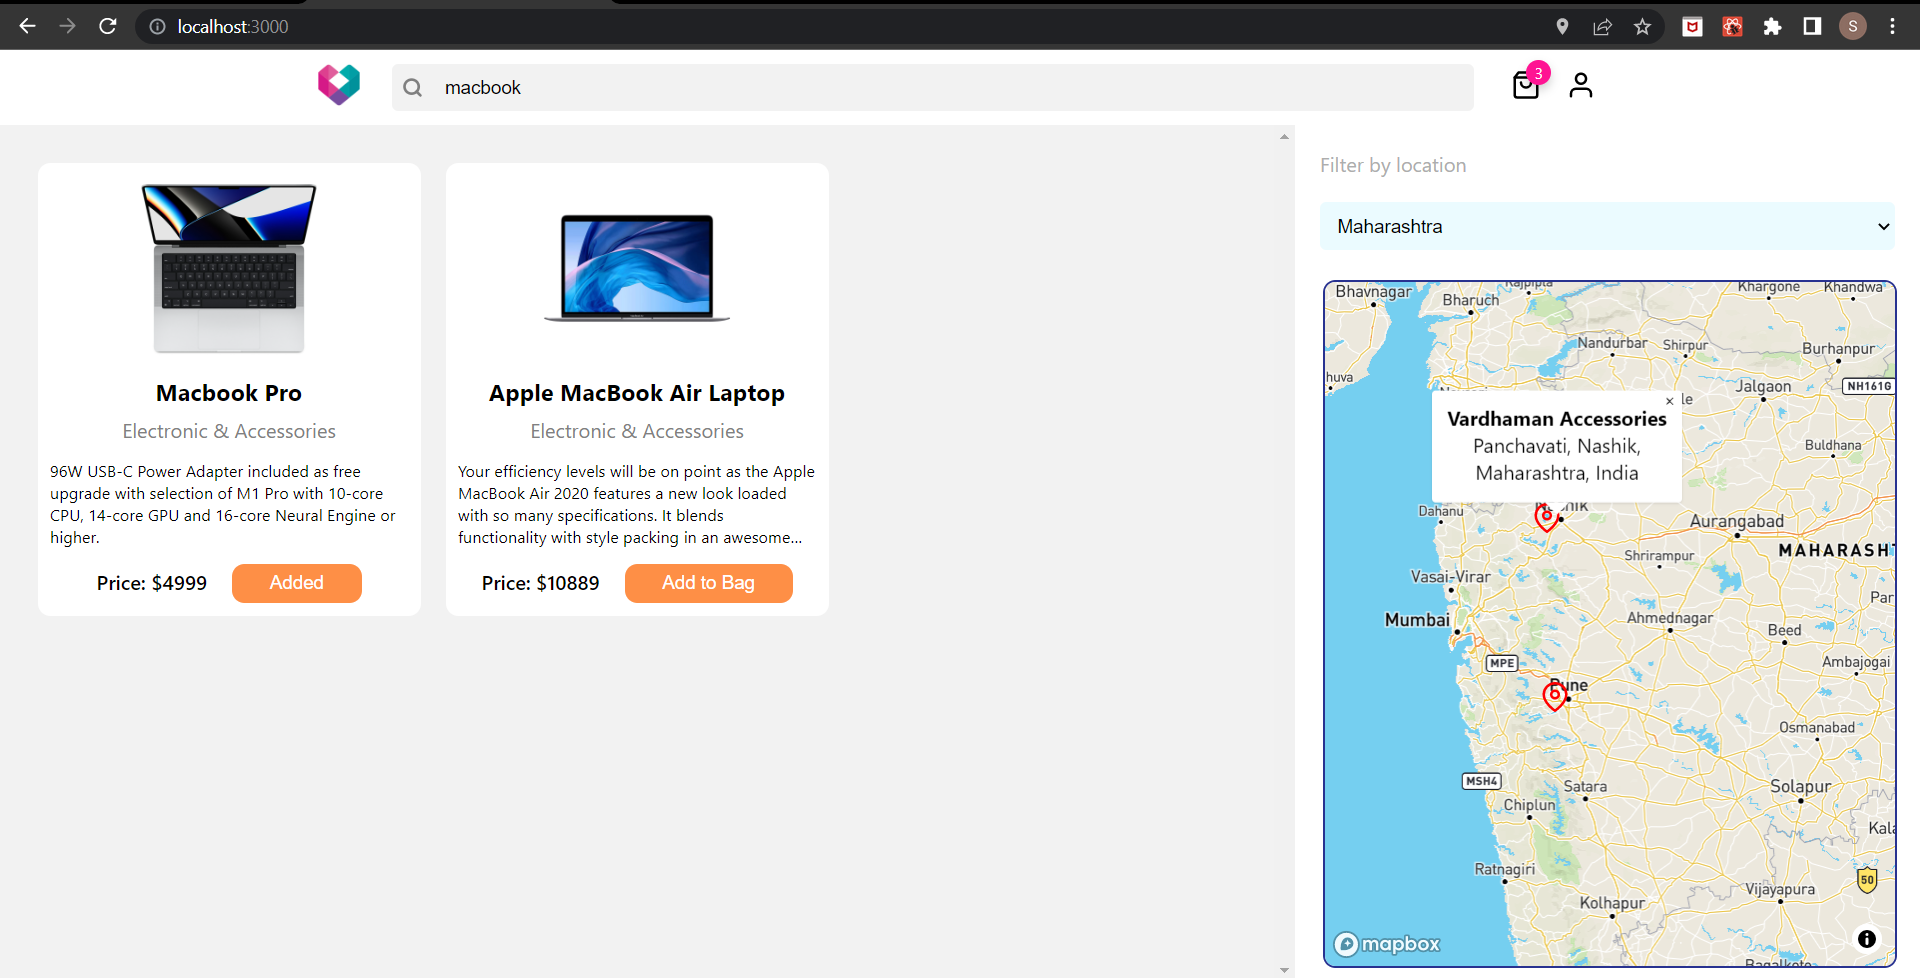 localhost:3000
S
macbook
3
Macbook Pro
Electronic & Accessories
96W USB-C Power Adapter included as free
upgrade with selection of M1 Pro with 10-core
CPU, 14-core GPU and 16-core Neural Engine or
higher.
Price: $4999
Added
Apple MacBook Air Laptop
Electronic & Accessories
Your efficiency levels will be on point as the Apple
MacBook Air 2020 features a new look loaded
with so many specifications. It blends
functionality with style packing in an awesome...
Price: $10889
Add to Bag
Filter by location
Maharashtra
Bhavnagar
Bharuch
Rajpipla
Khargone
Khandwa
Nandurbar
Shirpur
Burhanpur
huva
Jalgaon
NH161G
le
×
Vardhaman Accessories
Panchavati, Nashik,
Maharashtra, India
Buldhana
Dahanu
Aurangabad
MAHARASHT
Shrirampur
Vasai-Virar
Par
Mumbai
Ahmednagar
Beed
MPE
Ambajogai
Pune
Osmanabad
MSH4
Satara
Solapur
Chiplun
Kala
Ratnagiri
50
Vijayapura
Kolhapur
mapbox
Bagalkote